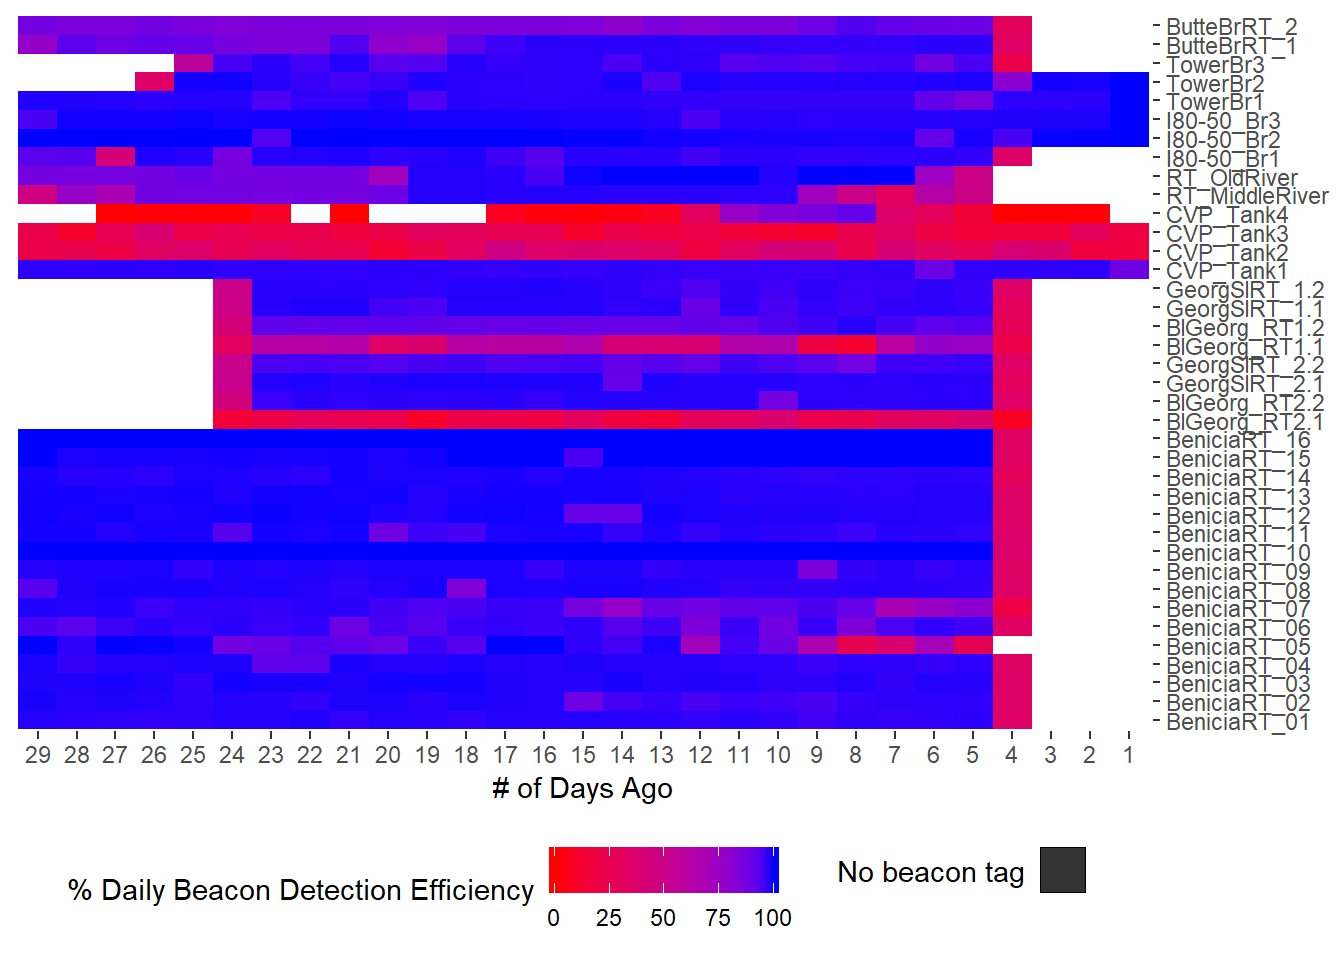 ButteBrRT_2
ButteBrRT_1
TowerBr3
TowerBr2
TowerBr1
I80-50_Br3
I80-50_Br2
I80-50_Br1
RT_OldRiver
RT_MiddleRiver
CVP_Tank4
CVP_Tank3
CVP_Tank2
CVP_Tank1
GeorgSlRT_1.2
GeorgSlRT_1.1
BlGeorg_RT1.2
BlGeorg_RT1.1
GeorgSlRT_2.2
GeorgSlRT_2.1
BlGeorg_RT2.2
BlGeorg_RT2.1
BeniciaRT_16
BeniciaRT_15
BeniciaRT_14
BeniciaRT_13
BeniciaRT_12
BeniciaRT_11
BeniciaRT_10
BeniciaRT_09
BeniciaRT_08
BeniciaRT_07
BeniciaRT_06
BeniciaRT_05
BeniciaRT_04
BeniciaRT_03
BeniciaRT_02
BeniciaRT_01
29 28 27 26 25 24 23 22 21 20 19 18 17 16 15 14 13 12 11 10 9 8 7 6 5 4 3 2 1
# of Days Ago
% Daily Beacon Detection Efficiency
0 25 50 75 100
No beacon tag